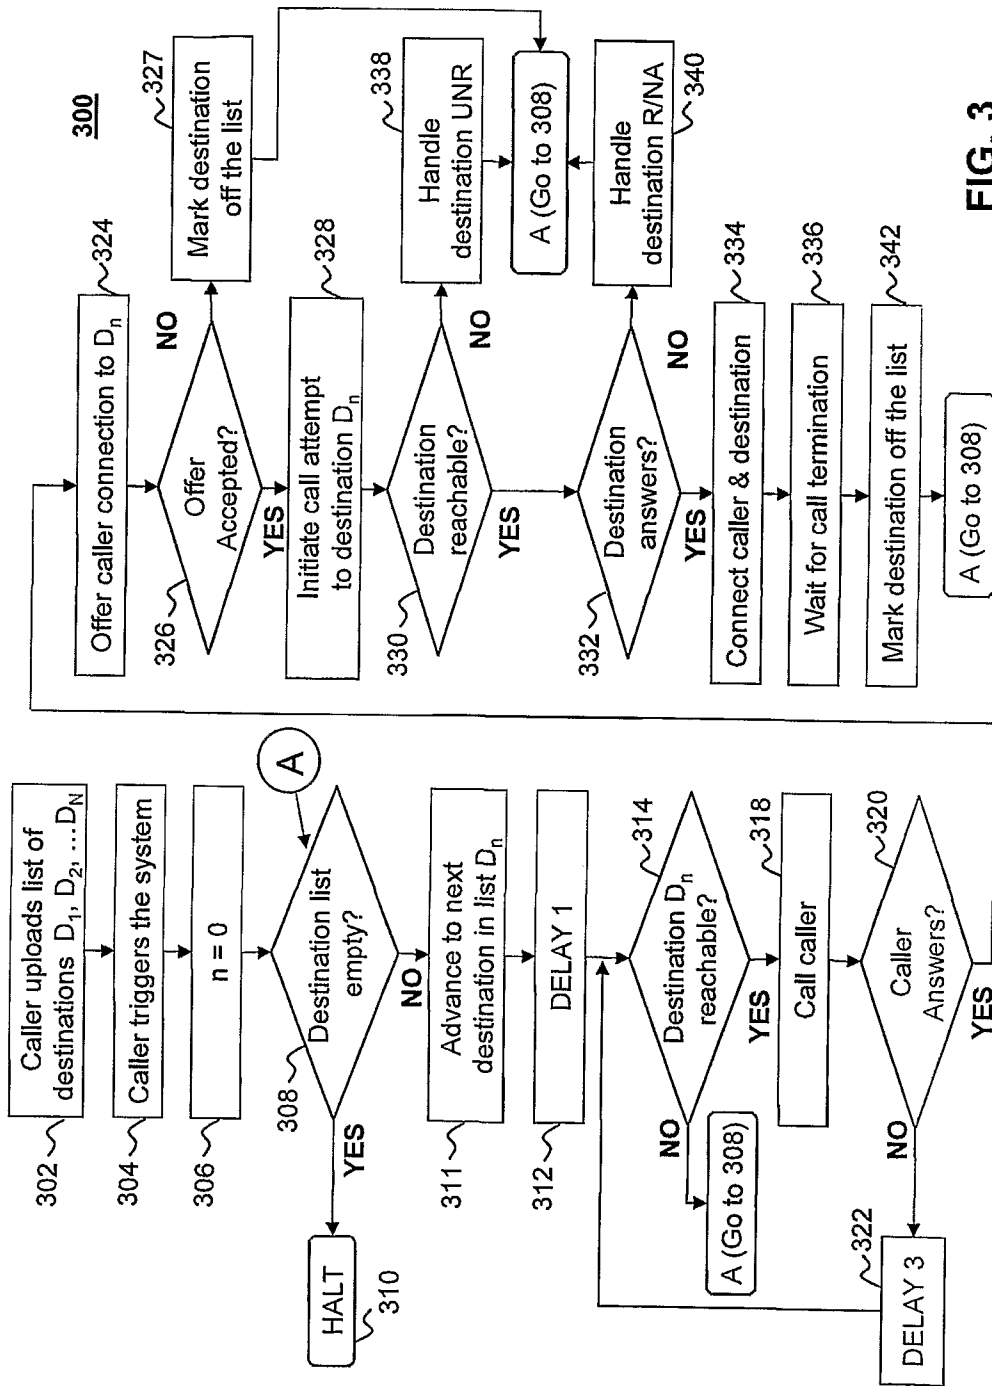 300
302
Caller uploads list of
destinations D1, D2, ...DN
304
Caller triggers the system
306
n = 0
A
308
Destination list
empty?
YES
HALT
310
NO
311
Advance to next
destination in list Dn
312
DELAY 1
314
Destination Dn
reachable?
NO
A (Go to 308)
YES
318
Call caller
320
Caller
Answers?
NO
322
DELAY 3
YES
324
Offer caller connection to Dn
326
Offer
Accepted?
NO
327
Mark destination
off the list
YES
328
Initiate call attempt
to destination Dn
330
Destination
reachable?
NO
338
Handle
destination UNR
A (Go to 308)
YES
332
Destination
answers?
NO
340
Handle
destination R/NA
YES
334
Connect caller & destination
336
Wait for call termination
342
Mark destination off the list
A (Go to 308)
FIG. 3